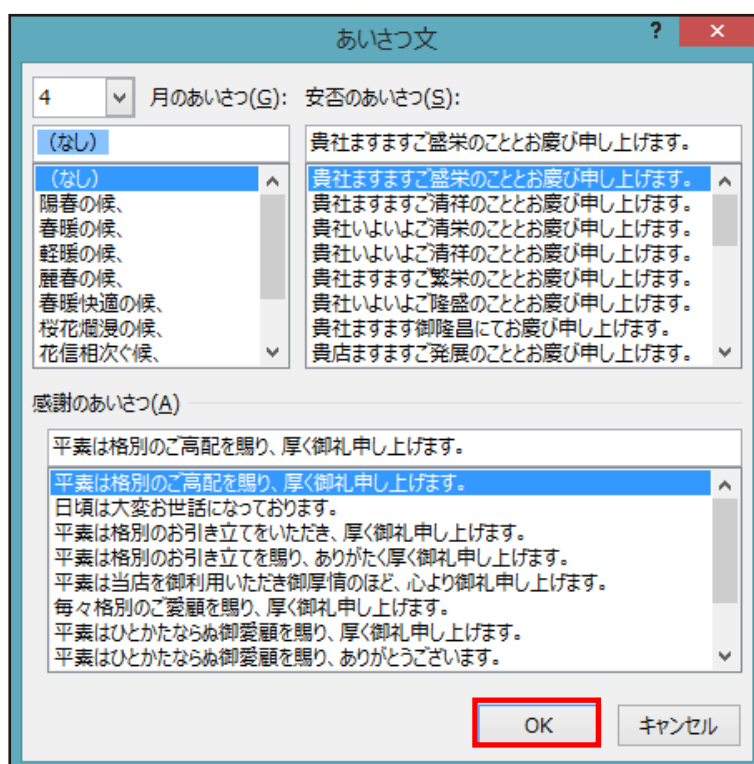 あいさつ文
?
×
4
月のあいさつ(G):
安否のあいさつ(S):
(なし)
貴社ますますご盛栄のこととお慶び申し上げます。
(なし)
陽春の候、
春暖の候、
軽暖の候、
麗春の候、
春暖快適の候、
桜花爛漫の候、
花信相次ぐ候、
貴社ますますご盛栄のこととお慶び申し上げます。
貴社ますますご清祥のこととお慶び申し上げます。
貴社いよいよご清栄のこととお慶び申し上げます。
貴社いよいよご清祥のこととお慶び申し上げます。
貴社ますますご繁栄のこととお慶び申し上げます。
貴社いよいよご隆盛のこととお慶び申し上げます。
貴社ますます御隆昌にてお慶び申し上げます。
貴店ますますご発展のこととお慶び申し上げます。
感謝のあいさつ(A)
平素は格別のご高配を賜り、厚く御礼申し上げます。
平素は格別のご高配を賜り、厚く御礼申し上げます。
日頃は大変お世話になっております。
平素は格別のお引き立てをいただき、厚く御礼申し上げます。
平素は格別のお引き立てを賜り、ありがたく厚く御礼申し上げます。
平素は当店を御利用いただき御厚情のほど、心より御礼申し上げます。
毎々格別のご愛顧を賜り、厚く御礼申し上げます。
平素はひとかたならぬ御愛顧を賜り、厚く御礼申し上げます。
平素はひとかたならぬ御愛顧を賜り、ありがとうございます。
OK
キャンセル